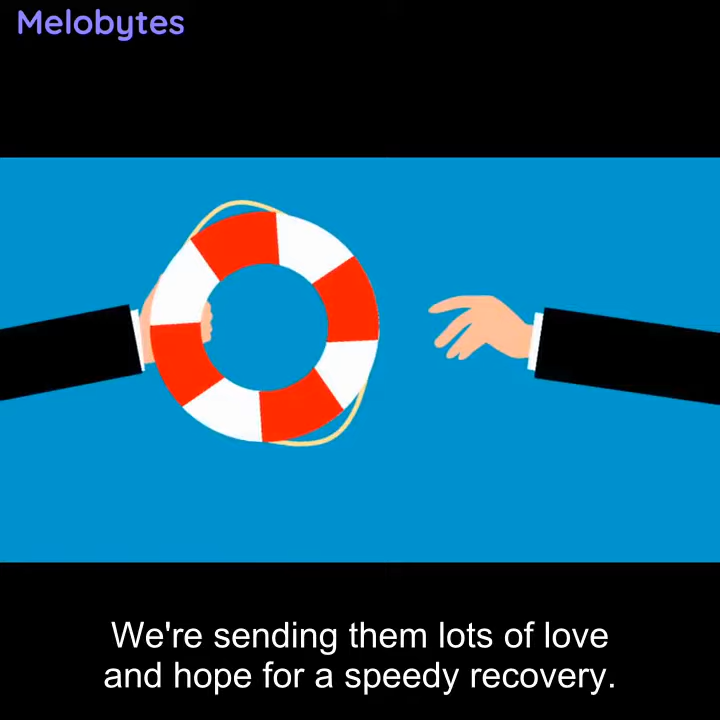 Melobytes
We're sending them lots of love
and hope for a speedy recovery.